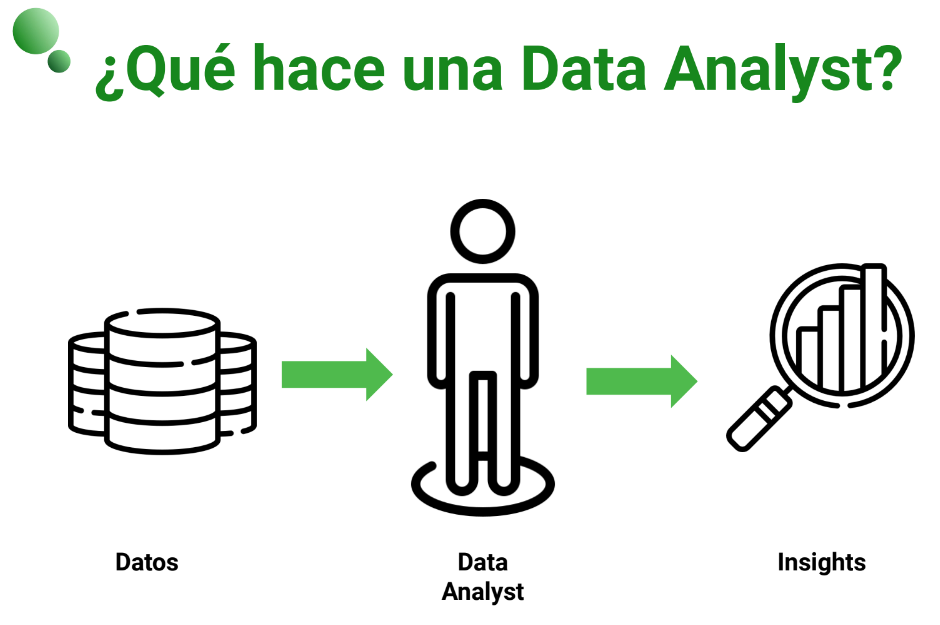 ¿Qué hace una Data Analyst?
Datos
Data
Analyst
Insights